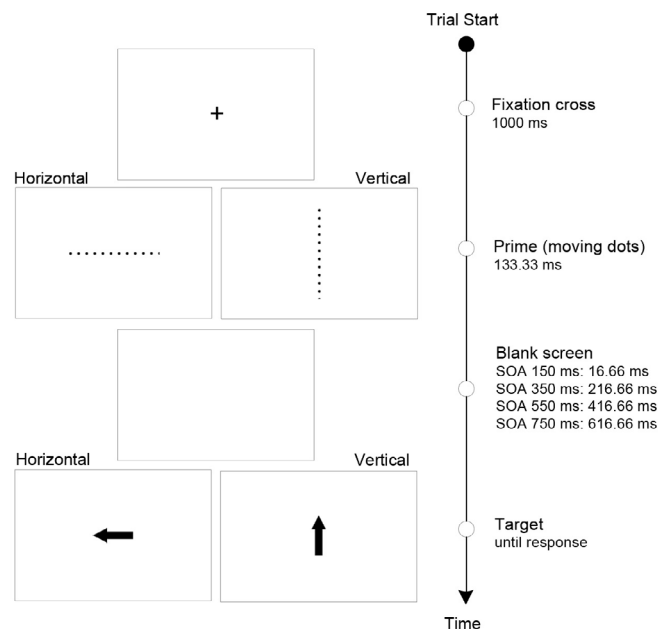 Trial Start
+
Fixation cross
1000 ms
Horizontal
Vertical
Prime (moving dots)
133.33 ms
Blank screen
SOA 150 ms: 16.66 ms
SOA 350 ms: 216.66 ms
SOA 550 ms: 416.66 ms
SOA 750 ms: 616.66 ms
Horizontal
Vertical
Target
until response
Time